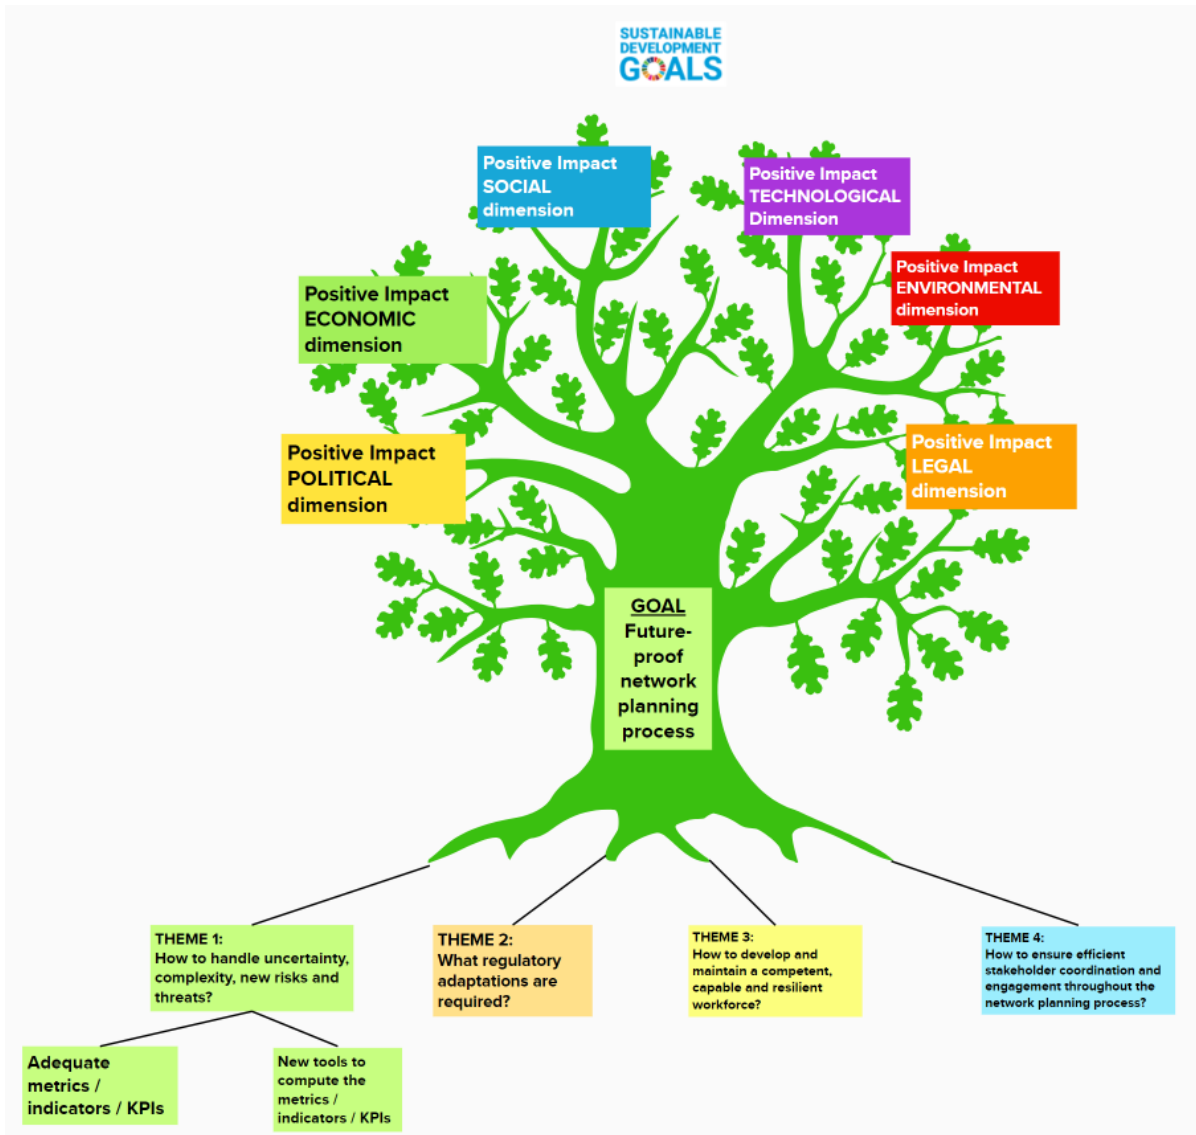 SUSTAINABLE
DEVELOPMENT
GOALS
Positive Impact
SOCIAL
dimension
Positive Impact
TECHNOLOGICAL
Dimension
Positive Impact
ENVIRONMENTAL
dimension
Positive Impact
ECONOMIC
dimension
Positive Impact
LEGAL
dimension
Positive Impact
POLITICAL
dimension
GOAL
Future-
proof
network
planning
process
THEME 1:
How to handle uncertainty,
complexity, new risks and
threats?
THEME 2:
What regulatory
adaptations are
required?
THEME 3:
How to develop and
maintain a competent,
capable and resilient
workforce?
THEME 4:
How to ensure efficient
stakeholder coordination and
engagement throughout the
network planning process?
Adequate
metrics /
indicators / KPIs
New tools to
compute the
metrics /
indicators / KPIs